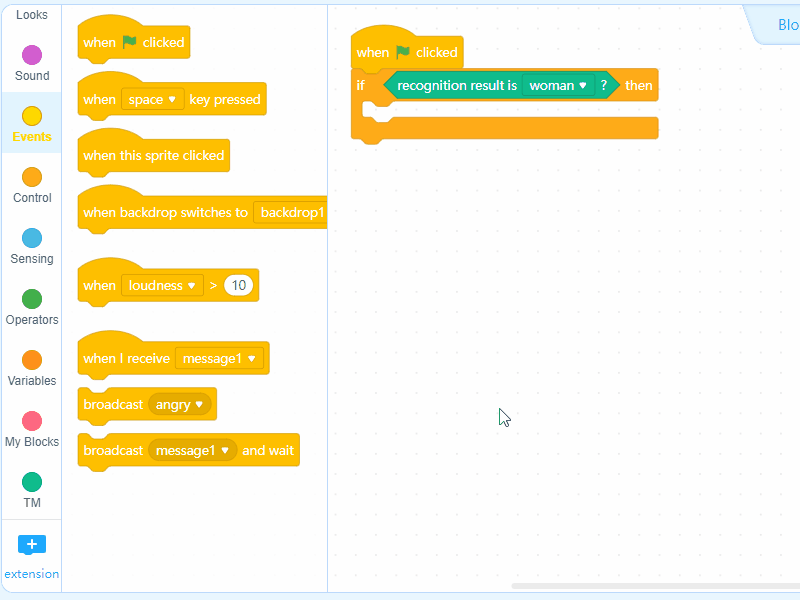 Looks
Sound
Events
Control
Sensing
Operators
Variables
My Blocks
TM
extension
when clicked
when space key pressed
when this sprite clicked
when backdrop switches to backdrop1
when loudness > 10
when I receive message1
broadcast angry
broadcast message1 and wait
when clicked
if recognition result is woman ? then
Blo